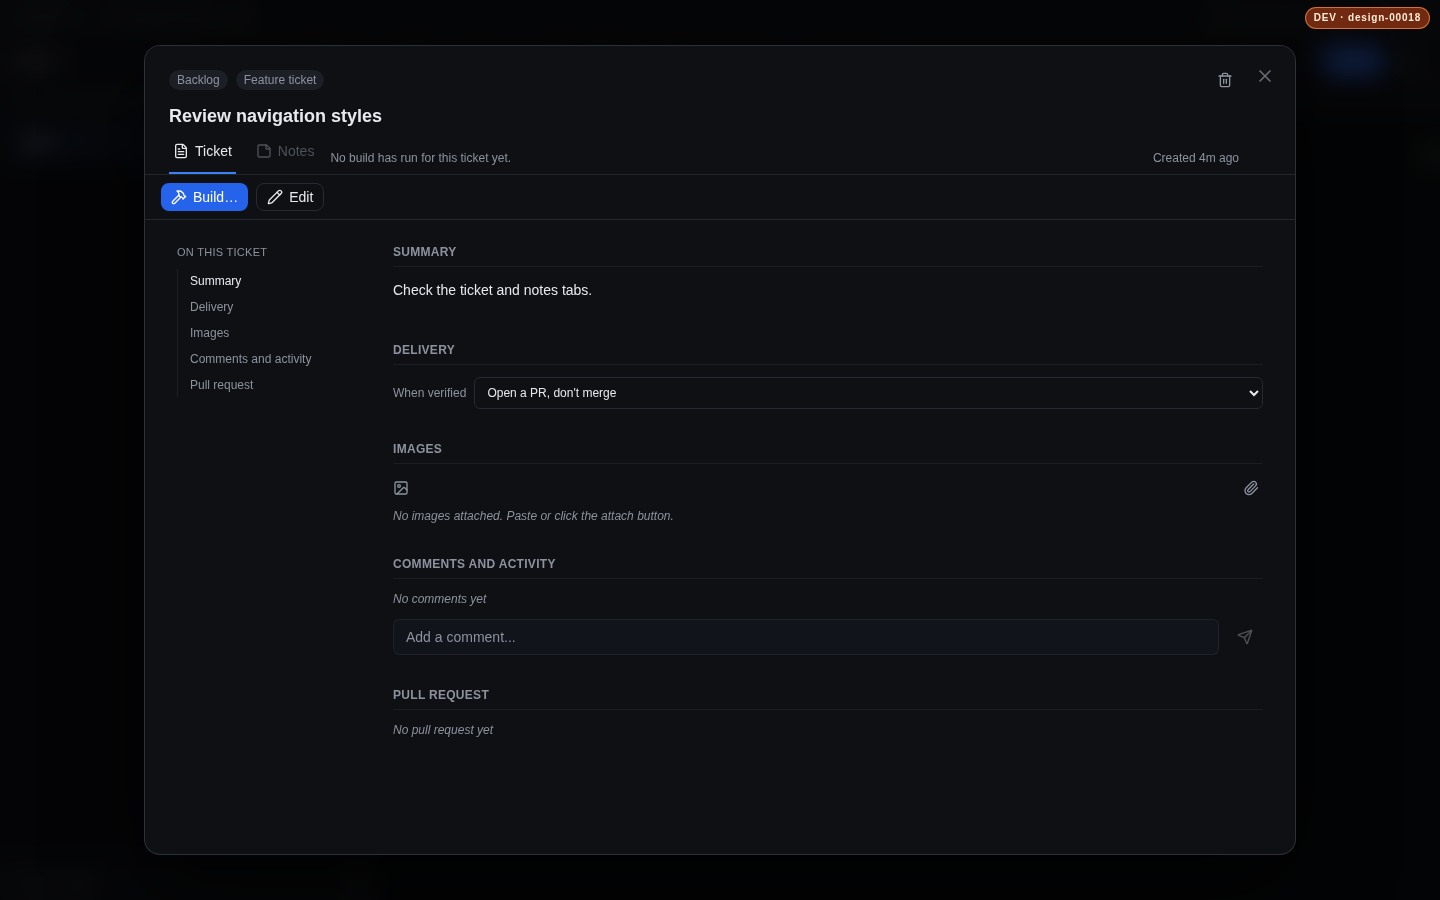 DEV · design-00018
Backlog Feature ticket
Review navigation styles
Ticket Notes No build has run for this ticket yet. Created 4m ago
Build… Edit
ON THIS TICKET
Summary
Delivery
Images
Comments and activity
Pull request
SUMMARY
Check the ticket and notes tabs.
DELIVERY
When verified Open a PR, don't merge
IMAGES
No images attached. Paste or click the attach button.
COMMENTS AND ACTIVITY
No comments yet
Add a comment...
PULL REQUEST
No pull request yet